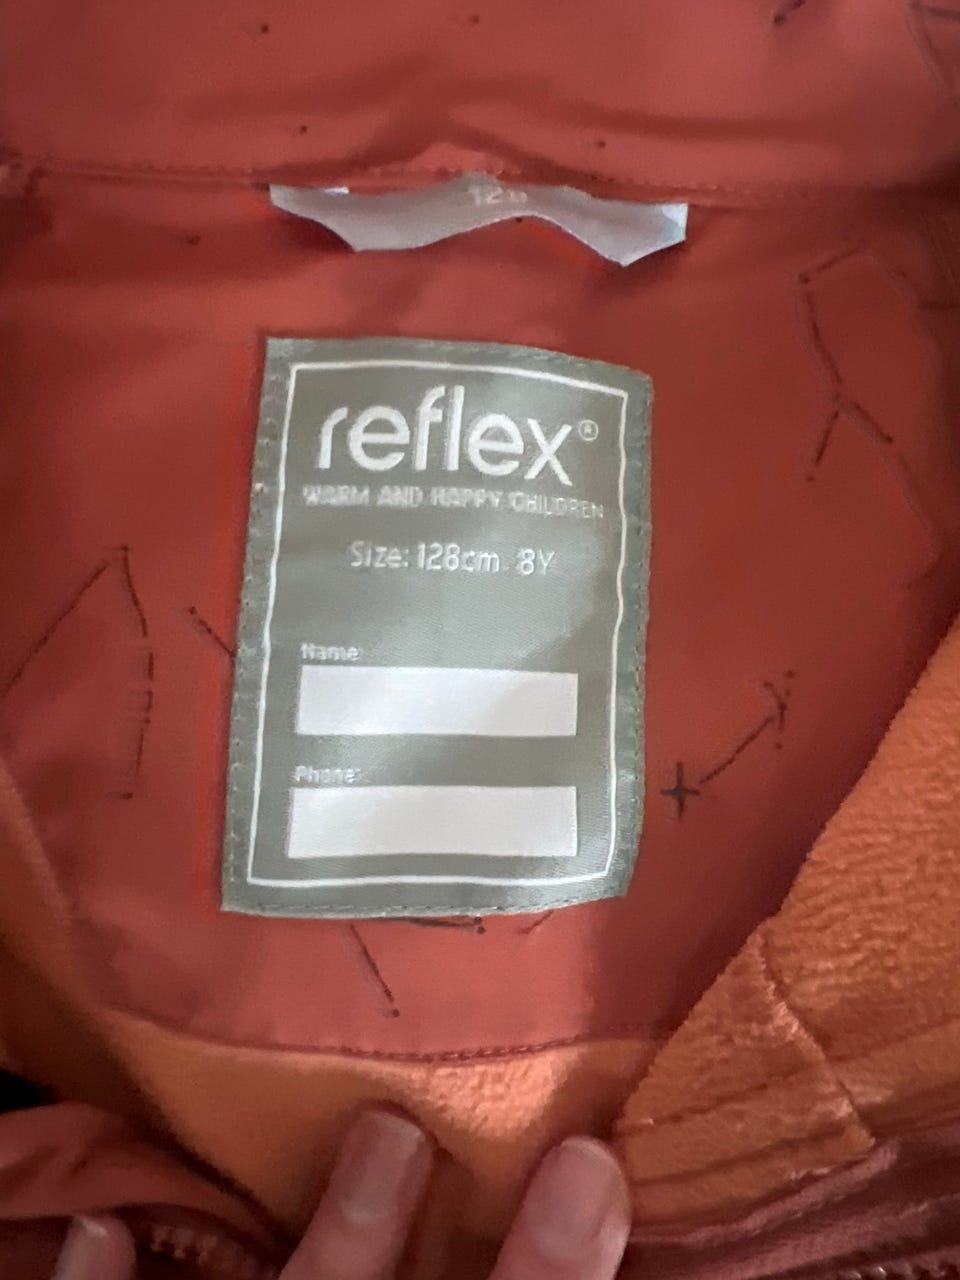 reflex®
WARM AND HAPPY CHILDREN
Size: 128cm 8Y
Name:
Phone: